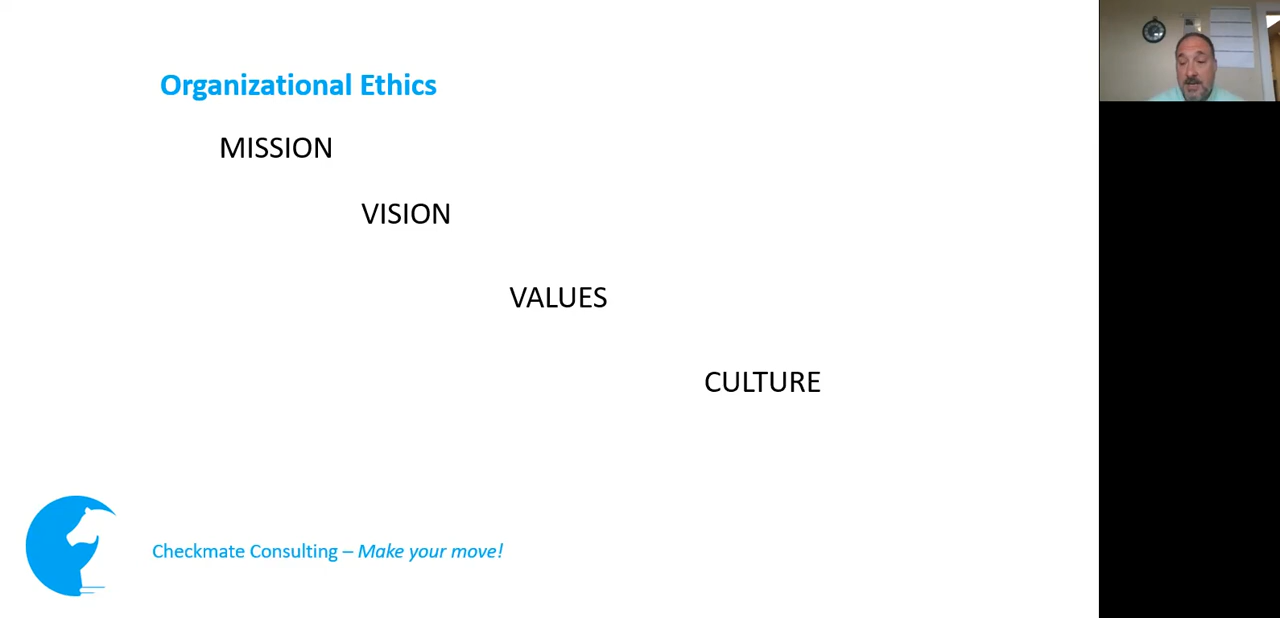 Organizational Ethics
MISSION
VISION
VALUES
CULTURE
Checkmate Consulting – Make your move!